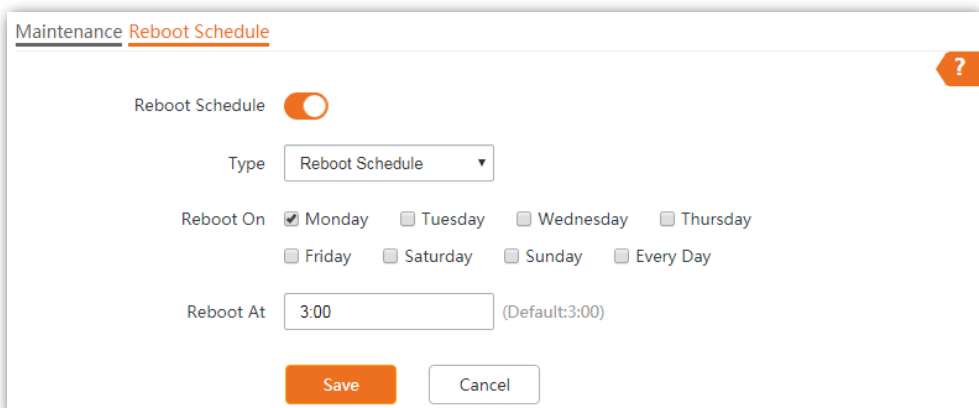 Maintenance Reboot Schedule
?
Reboot Schedule
Type Reboot Schedule
Reboot On Monday Tuesday Wednesday Thursday
Friday Saturday Sunday Every Day
Reboot At 3:00 (Default:3:00)
Save Cancel